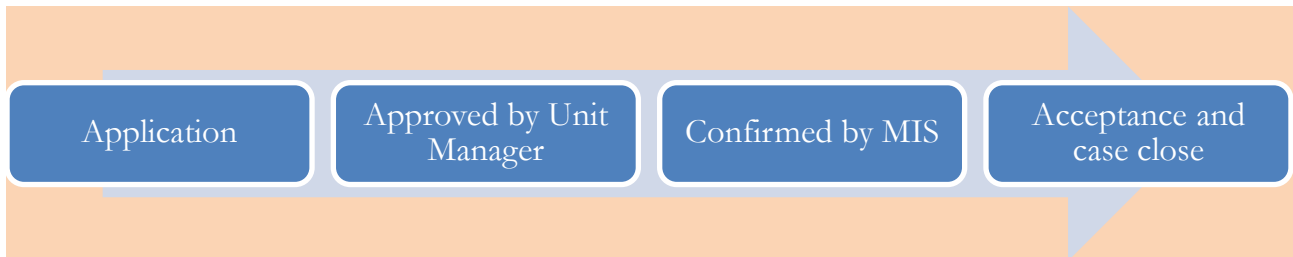 Application
Approved by Unit
Manager
Confirmed by MIS
Acceptance and
case close